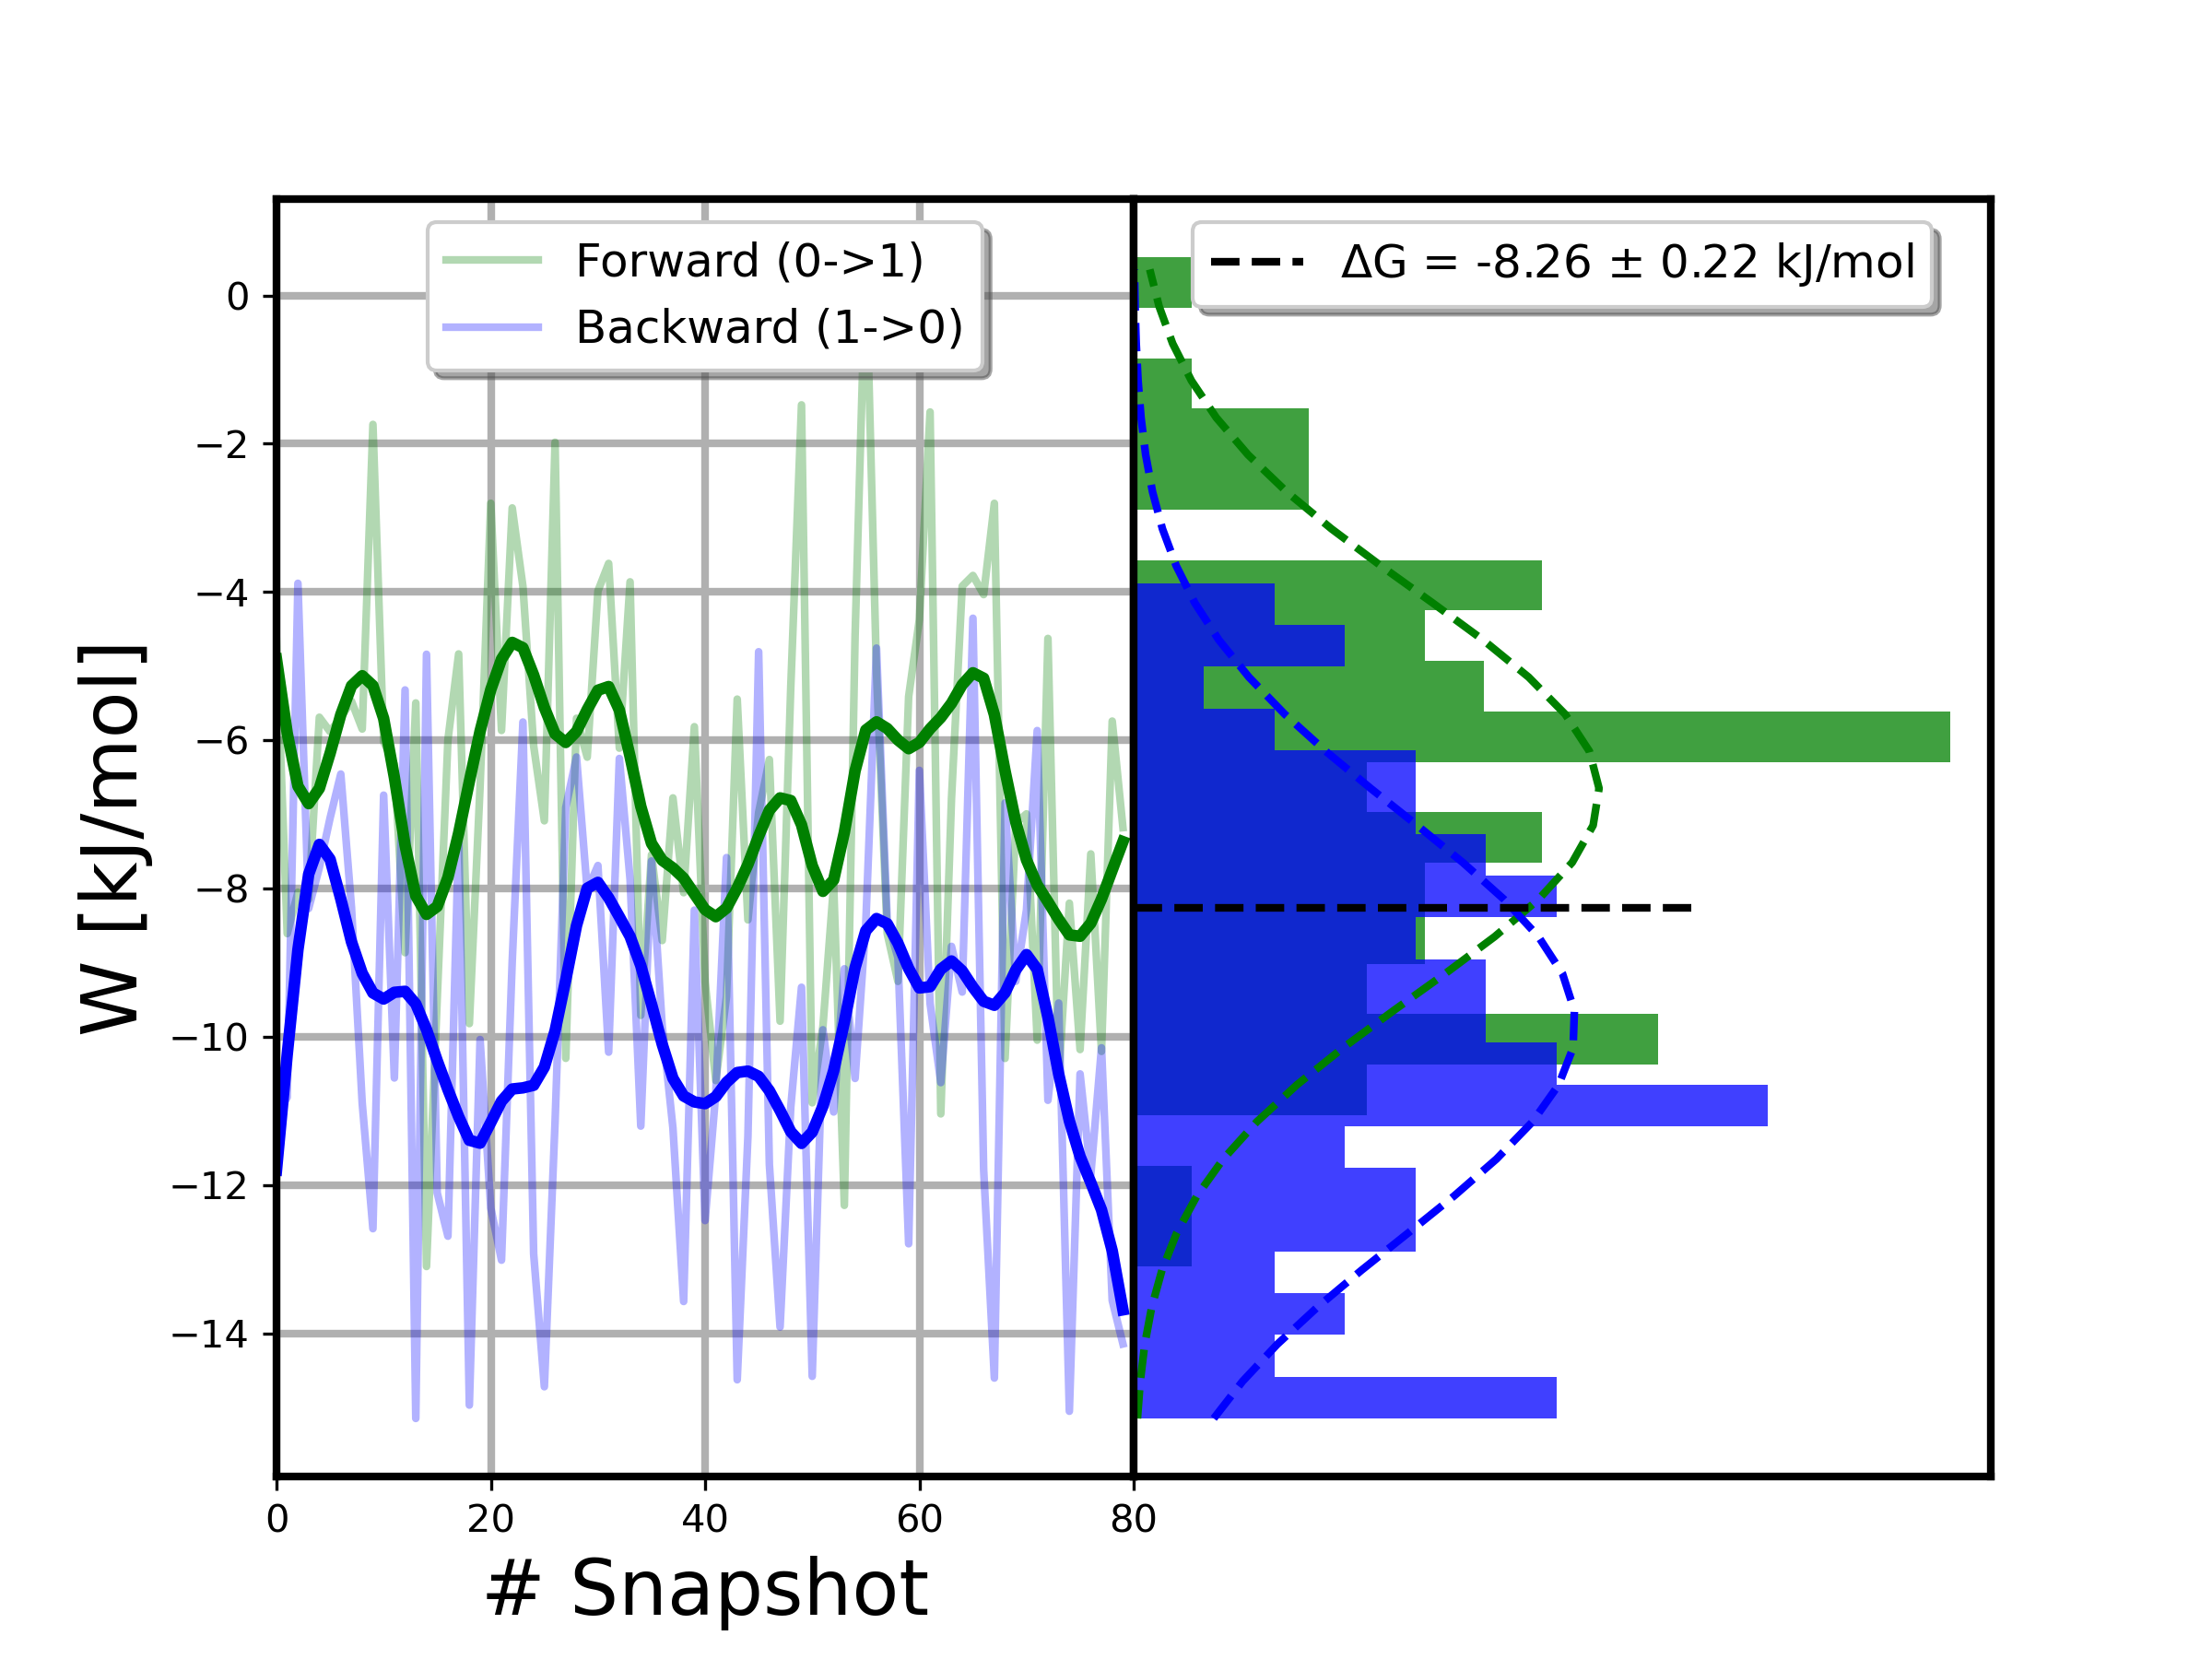 Forward (0->1)
Backward (1->0)
ΔG = -8.26 ± 0.22 kJ/mol
0
−2
−4
−6
−8
−10
−12
−14
W [kJ/mol]
0
20
40
60
80
# Snapshot